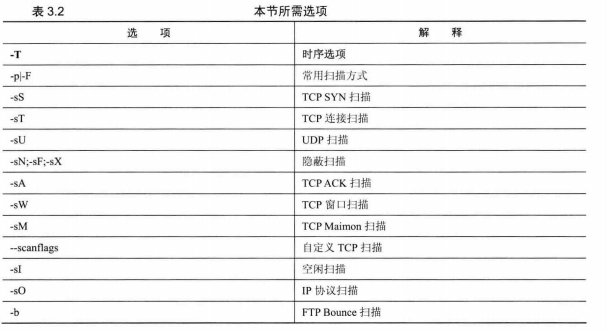 表 3.2 本节所需选项
选 项 解 释
-T 时序选项
-p|-F 常用扫描方式
-sS TCP SYN 扫描
-sT TCP 连接扫描
-sU UDP 扫描
-sN;-sF;-sX 隐蔽扫描
-sA TCP ACK 扫描
-sW TCP 窗口扫描
-sM TCP Maimon 扫描
--scanflags 自定义 TCP 扫描
-sI 空闲扫描
-sO IP 协议扫描
-b FTP Bounce 扫描